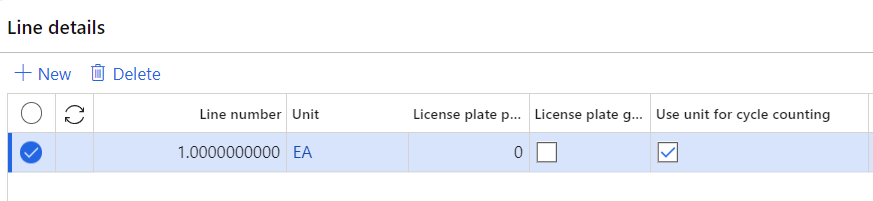 Line details
New Delete
Line number Unit License plate p... License plate g... Use unit for cycle counting
1.0000000000 EA 0